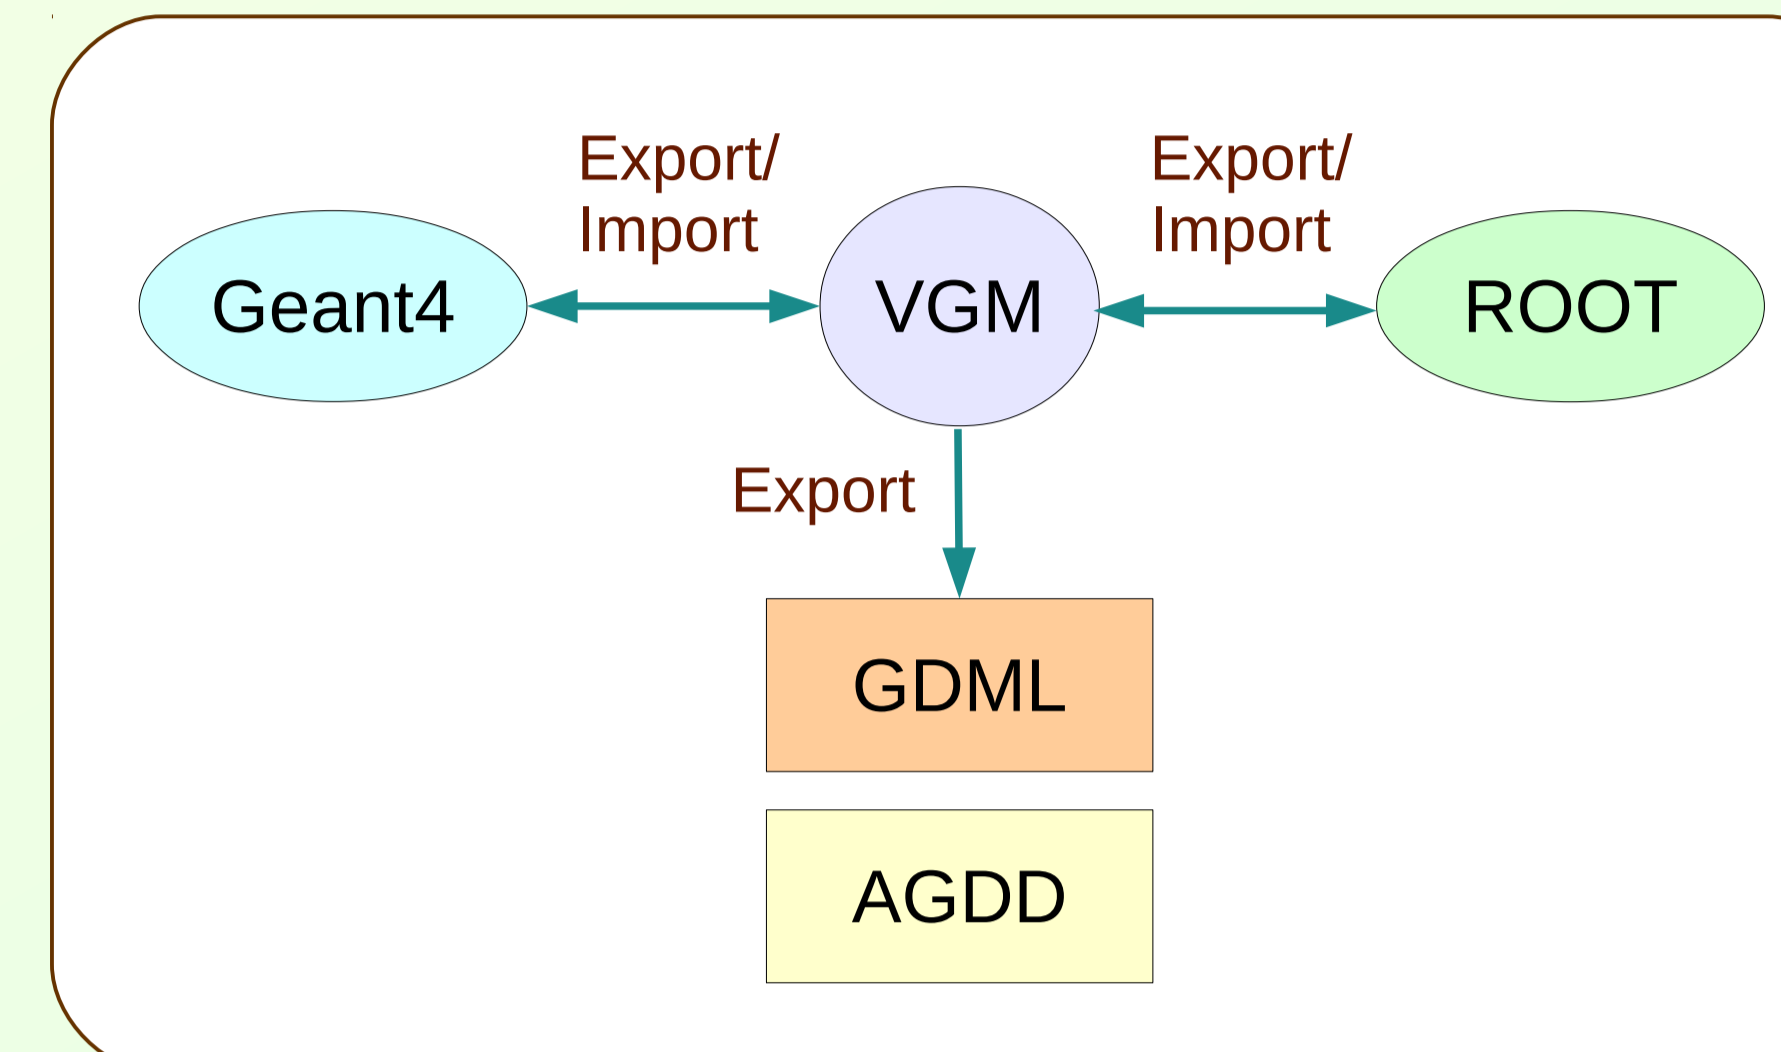 Export/
Import
Export/
Import
Geant4
VGM
ROOT
Export
GDML
AGDD